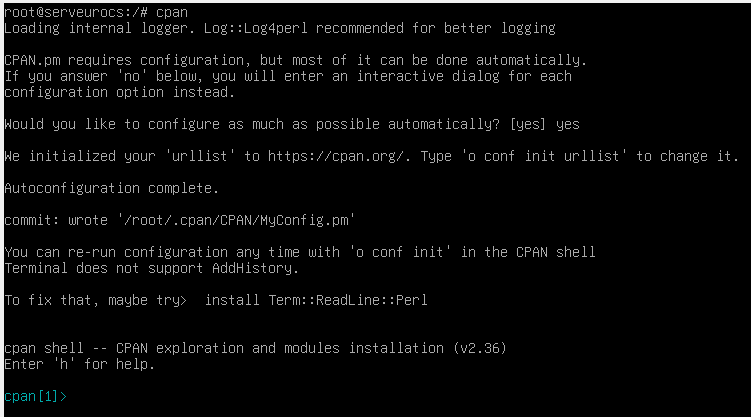 root@serveurocs:/# cpan
Loading internal logger. Log::Log4perl recommended for better logging
CPAN.pm requires configuration, but most of it can be done automatically.
If you answer 'no' below, you will enter an interactive dialog for each
configuration option instead.
Would you like to configure as much as possible automatically? [yes] yes
We initialized your 'urllist' to https://cpan.org/. Type 'o conf init urllist' to change it.
Autoconfiguration complete.
commit: wrote '/root/.cpan/CPAN/MyConfig.pm'
You can re-run configuration any time with 'o conf init' in the CPAN shell
Terminal does not support AddHistory.
To fix that, maybe try>  install Term::ReadLine::Perl
cpan shell -- CPAN exploration and modules installation (v2.36)
Enter 'h' for help.
cpan[1]>